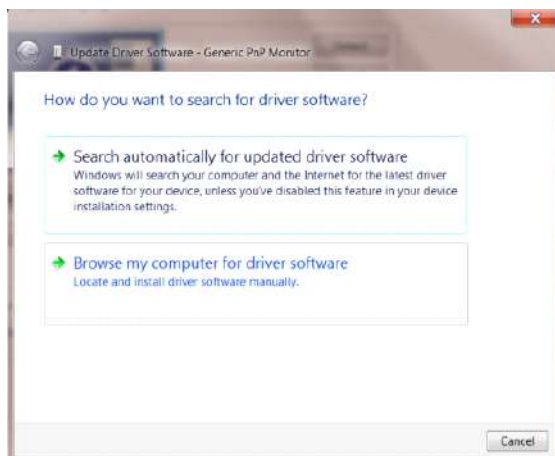 Update Driver Software - Generic PnP Monitor
How do you want to search for driver software?
Search automatically for updated driver software
Windows will search your computer and the Internet for the latest driver
software for your device, unless you've disabled this feature in your device
installation settings.
Browse my computer for driver software
Locate and install driver software manually.
Cancel